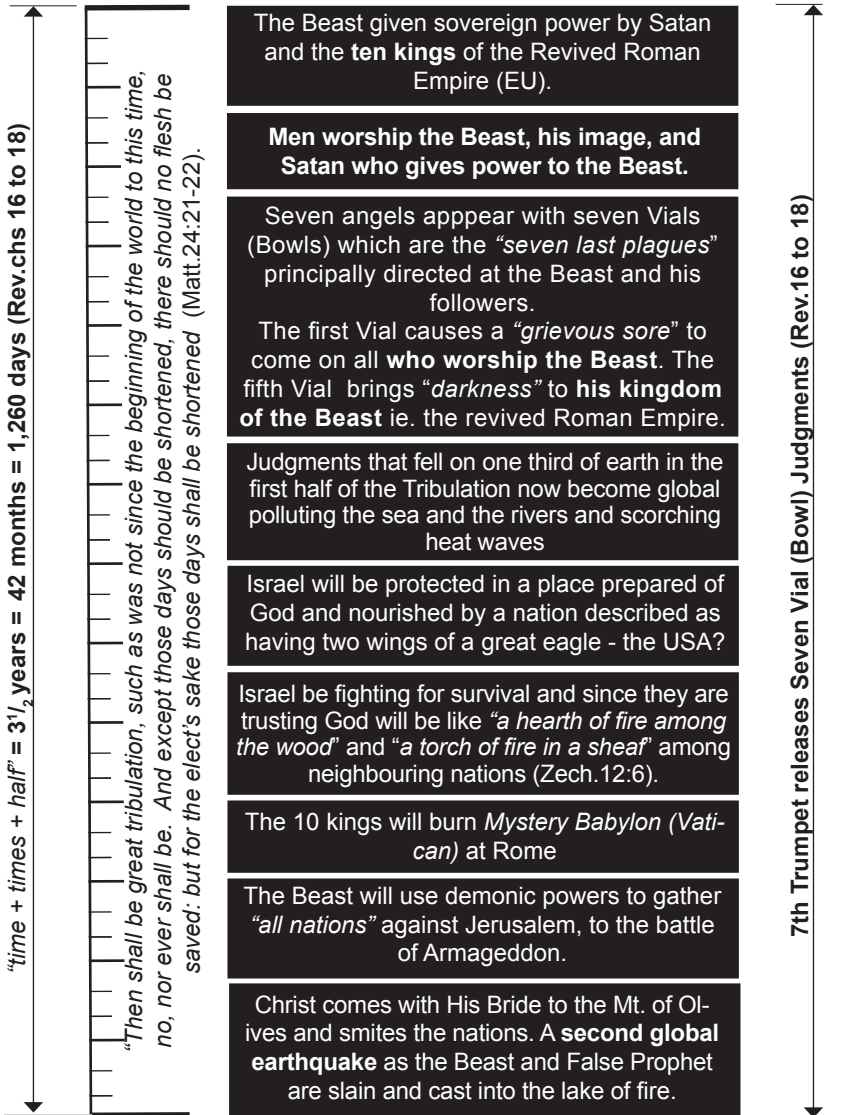 "time + times + half" = 3 1/2 years = 42 months = 1,260 days (Rev.chs 16 to 18)
"Then shall be great tribulation, such as was not since the beginning of the world to this time,
no, nor ever shall be. And except those days should be shortened, there should no flesh be
saved: but for the elect's sake those days shall be shortened (Matt.24:21-22).
The Beast given sovereign power by Satan
and the ten kings of the Revived Roman
Empire (EU).
Men worship the Beast, his image, and
Satan who gives power to the Beast.
Seven angels apppear with seven Vials
(Bowls) which are the "seven last plagues"
principally directed at the Beast and his
followers.
The first Vial causes a "grievous sore" to
come on all who worship the Beast. The
fifth Vial brings "darkness" to his kingdom
of the Beast ie. the revived Roman Empire.
Judgments that fell on one third of earth in the
first half of the Tribulation now become global
polluting the sea and the rivers and scorching
heat waves
Israel will be protected in a place prepared of
God and nourished by a nation described as
having two wings of a great eagle - the USA?
Israel be fighting for survival and since they are
trusting God will be like "a hearth of fire among
the wood" and "a torch of fire in a sheaf" among
neighbouring nations (Zech.12:6).
The 10 kings will burn Mystery Babylon (Vati-
can) at Rome
The Beast will use demonic powers to gather
"all nations" against Jerusalem, to the battle
of Armageddon.
Christ comes with His Bride to the Mt. of Ol-
ives and smites the nations. A second global
earthquake as the Beast and False Prophet
are slain and cast into the lake of fire.
7th Trumpet releases Seven Vial (Bowl) Judgments (Rev.16 to 18)